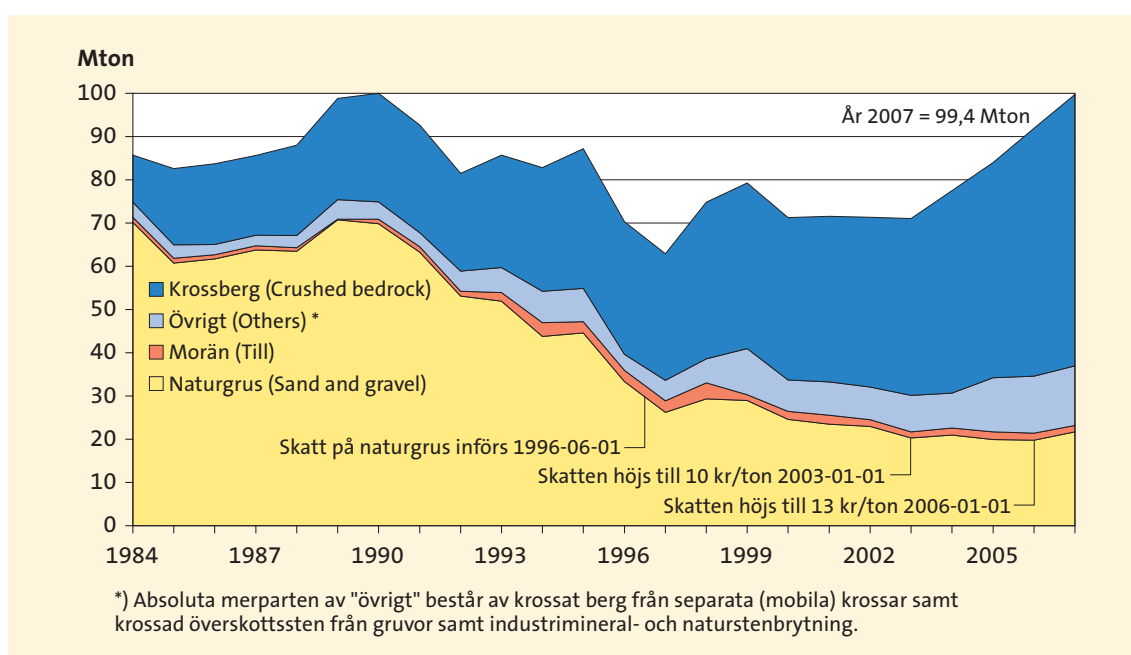 Mton
100
90
80
70
60
50
40
30
20
10
0
År 2007 = 99,4 Mton
Krossberg (Crushed bedrock)
Övrigt (Others) *
Morän (Till)
Naturgrus (Sand and gravel)
Skatt på naturgrus införs 1996-06-01
Skatten höjs till 10 kr/ton 2003-01-01
Skatten höjs till 13 kr/ton 2006-01-01
1984 1987 1990 1993 1996 1999 2002 2005
*) Absoluta merparten av "övrigt" består av krossat berg från separata (mobila) krossar samt
krossad överskottssten från gruvor samt industrimineral- och naturstenbrytning.